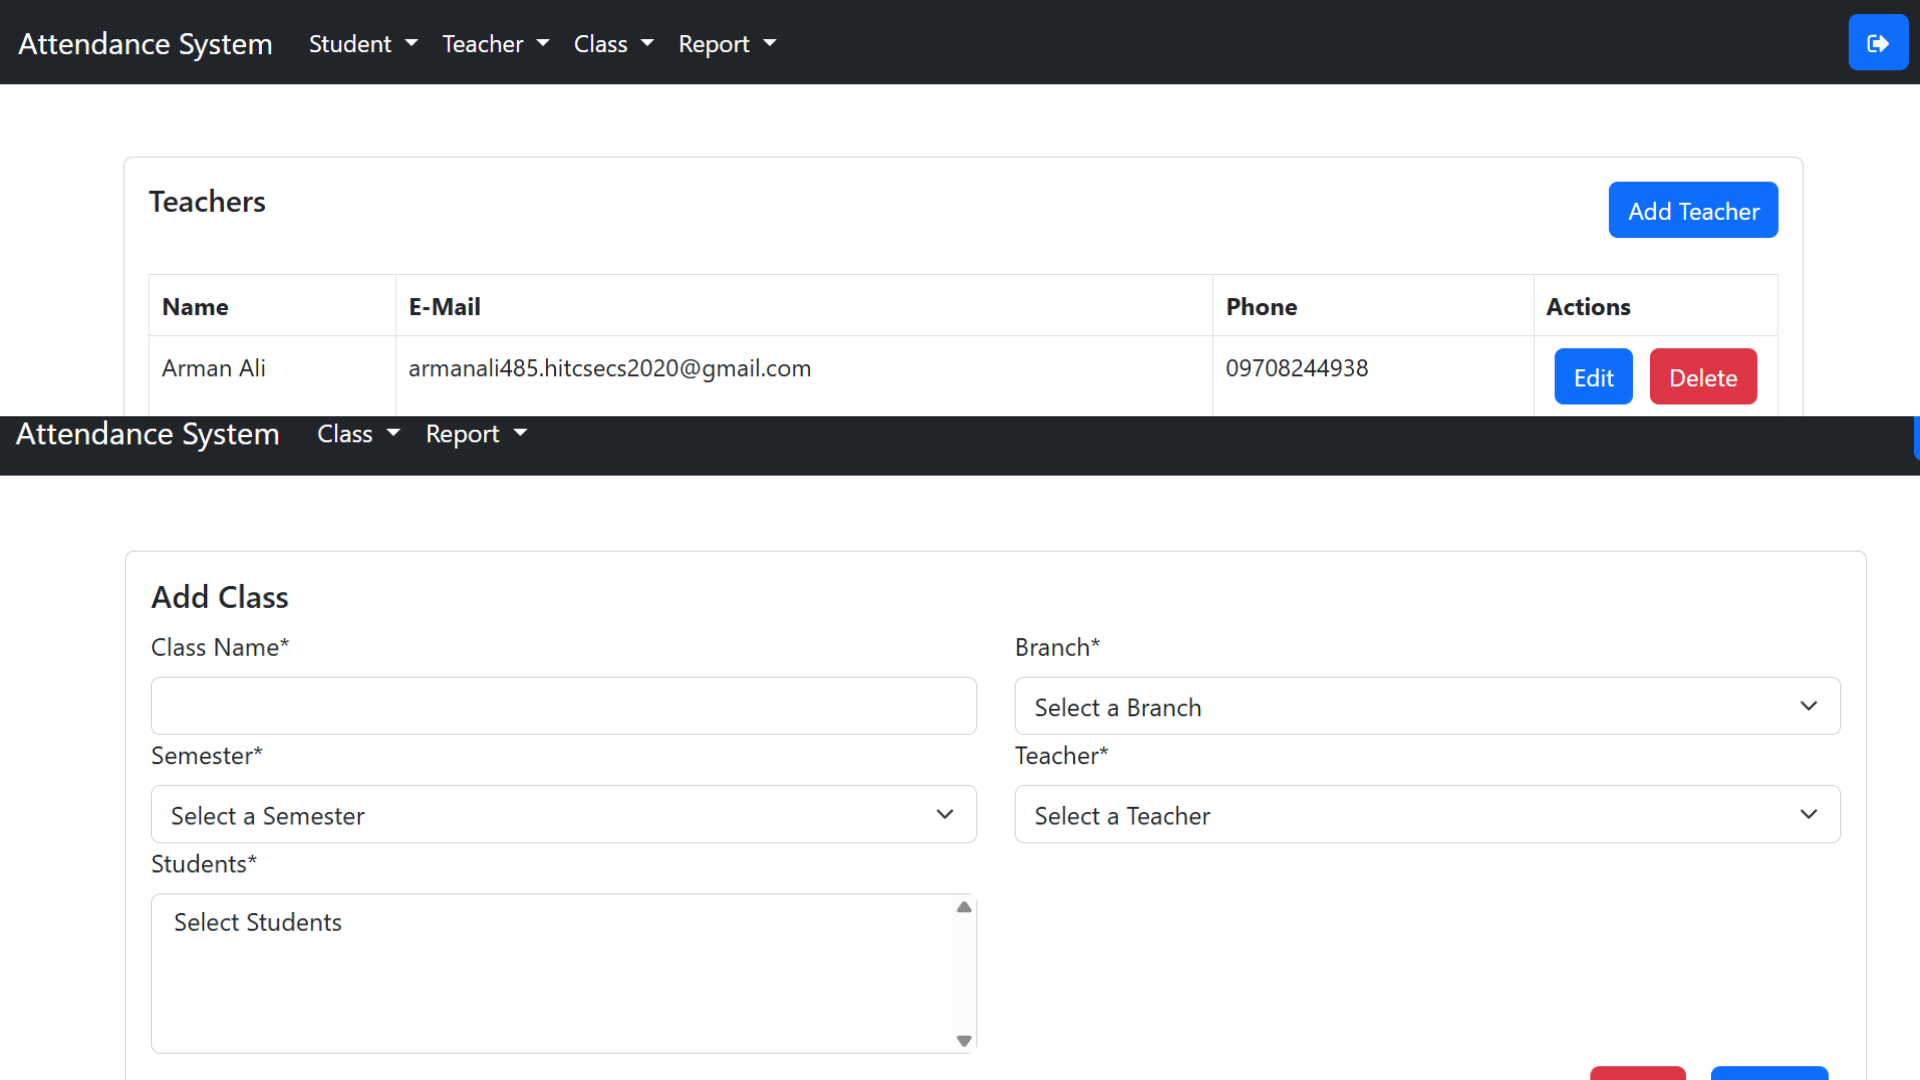 Attendance System Student Teacher Class Report
Teachers
Add Teacher
Name E-Mail Phone Actions
Arman Ali armanali485.hitcsecs2020@gmail.com 09708244938 Edit Delete
Attendance System Class Report
Add Class
Class Name* Branch*
Select a Branch
Semester* Teacher*
Select a Semester Select a Teacher
Students*
Select Students